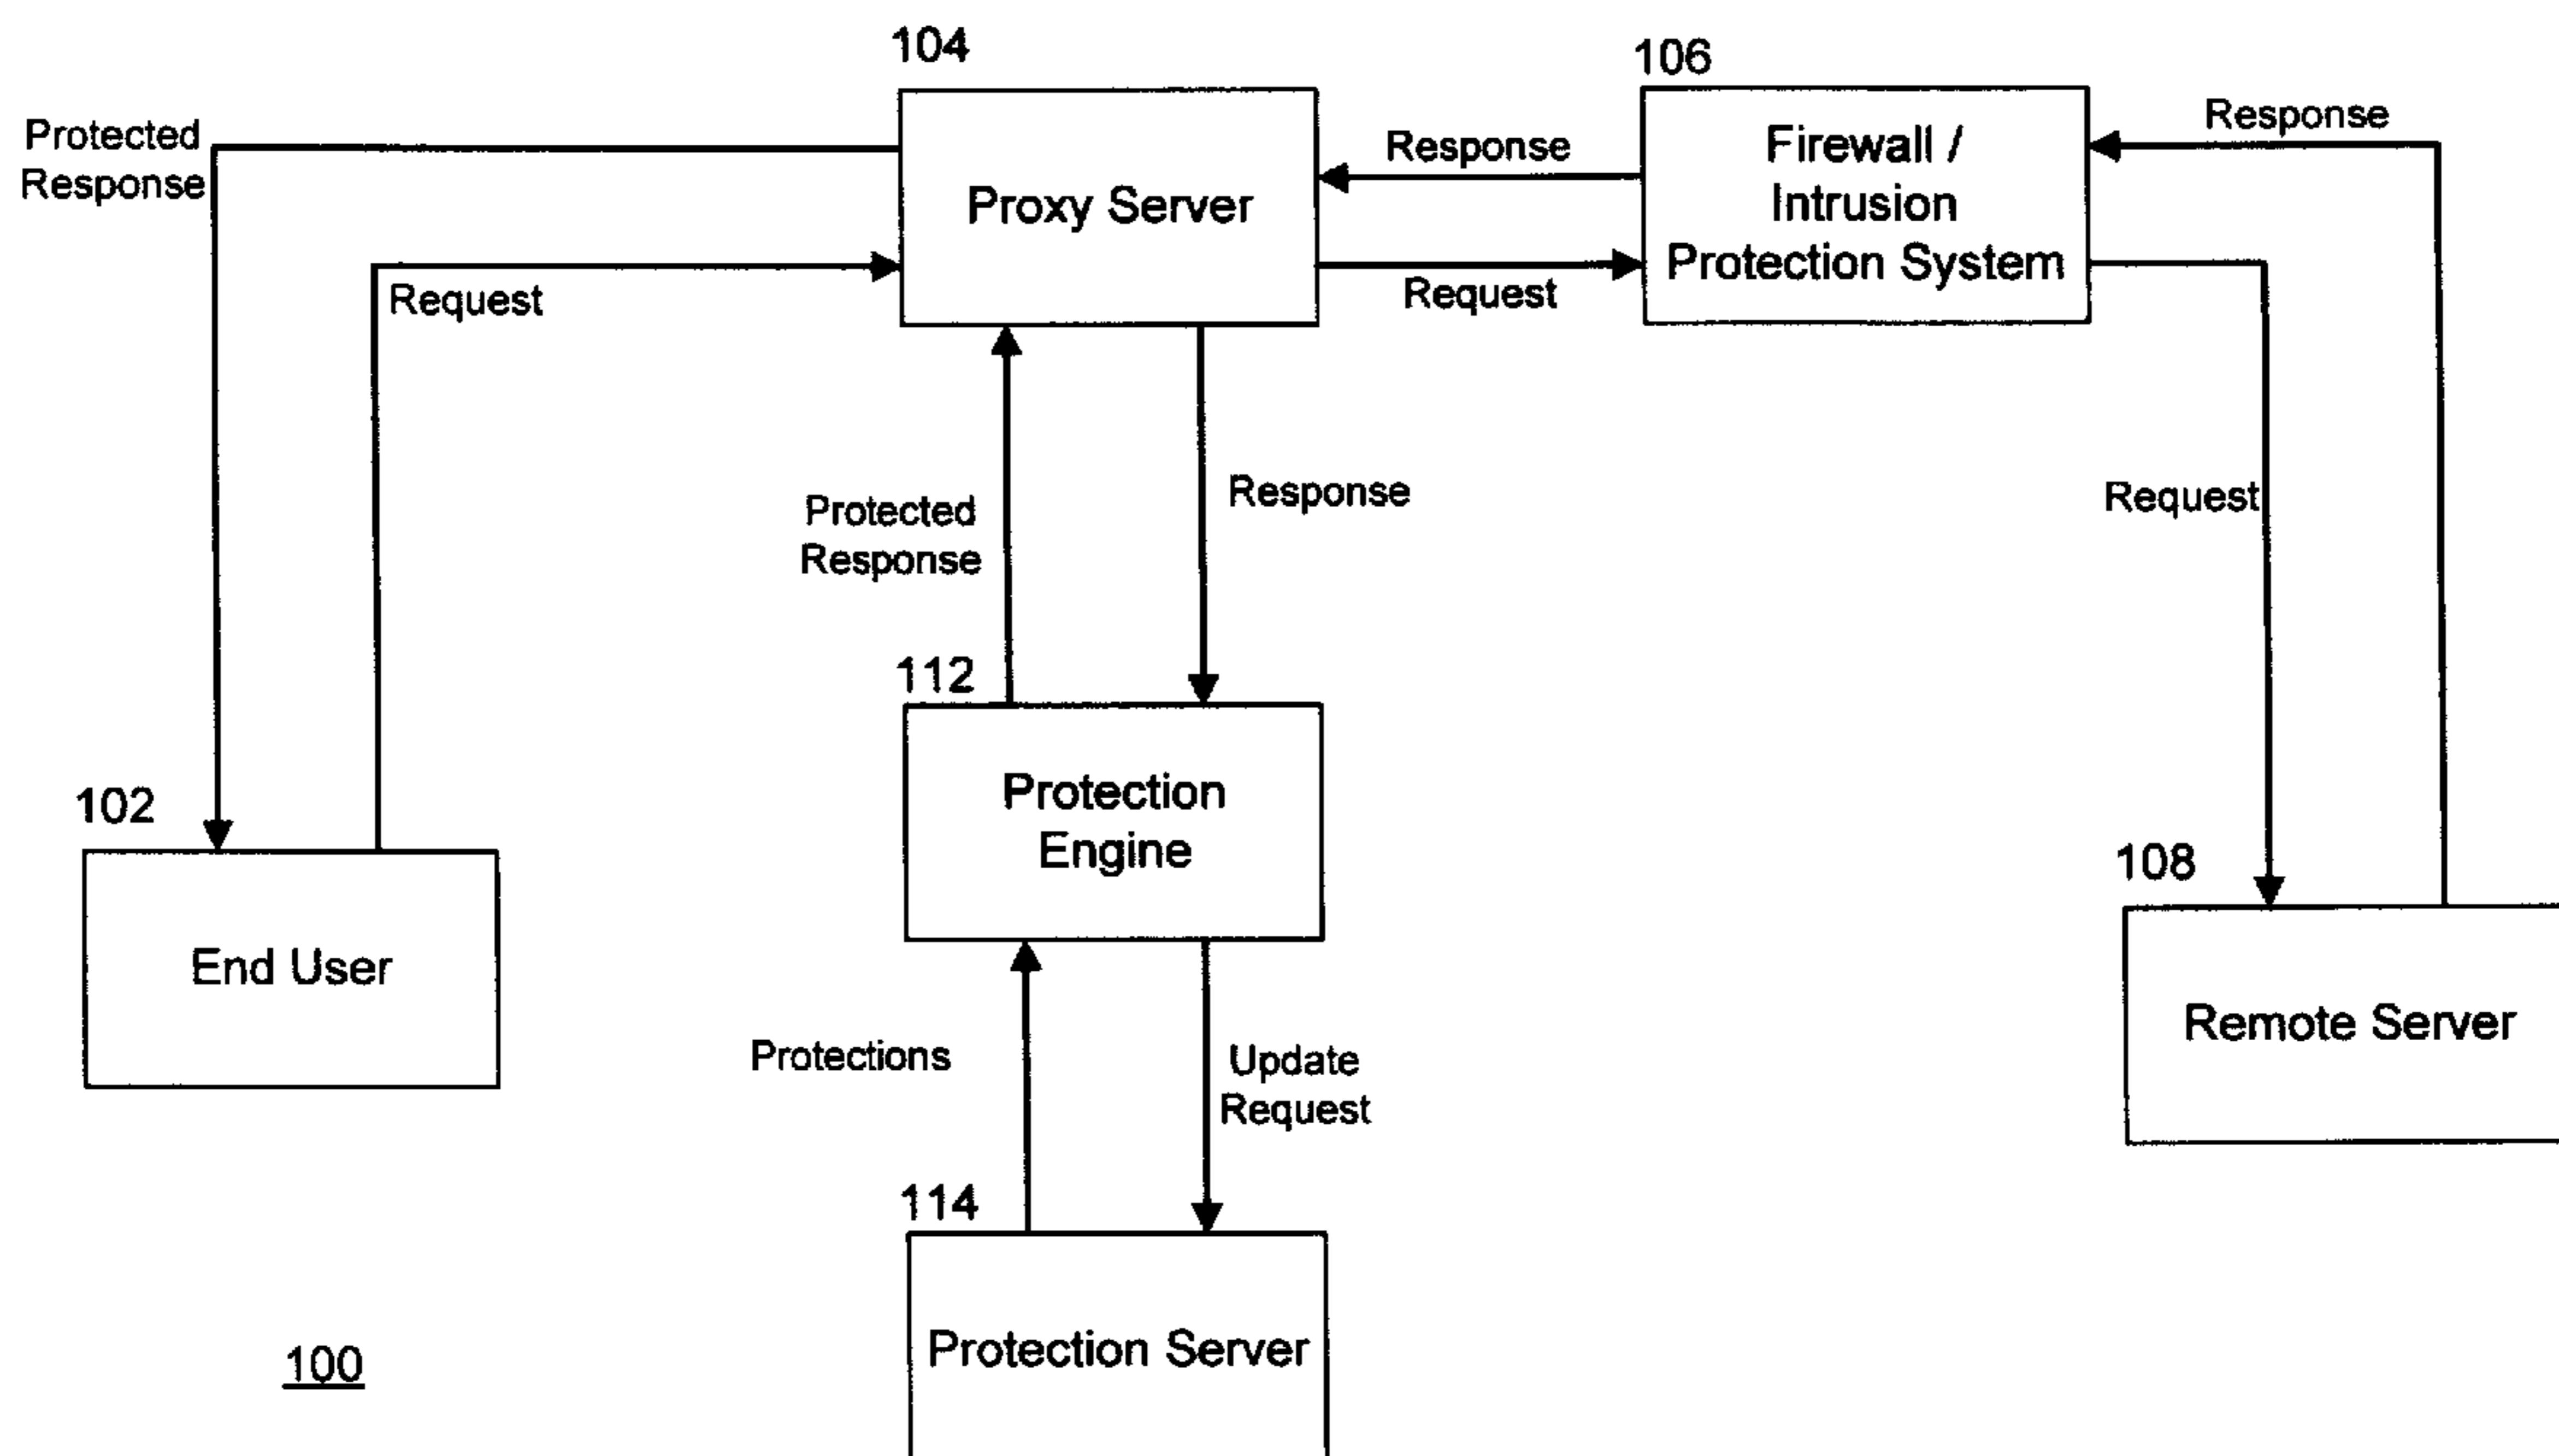 104
106
Protected
Response
Response
Response
Firewall /
Intrusion
Protection System
Proxy Server
Request
Request
Protected
Response
Response
Request
112
102
Protection
Engine
108
End User
Remote Server
Protections
Update
Request
114
Protection Server
100